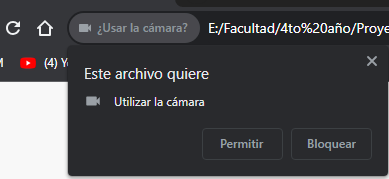 ¿Usar la cámara? E:/Facultad/4to%20año/Proye
(4)
Este archivo quiere
Utilizar la cámara
Permitir Bloquear